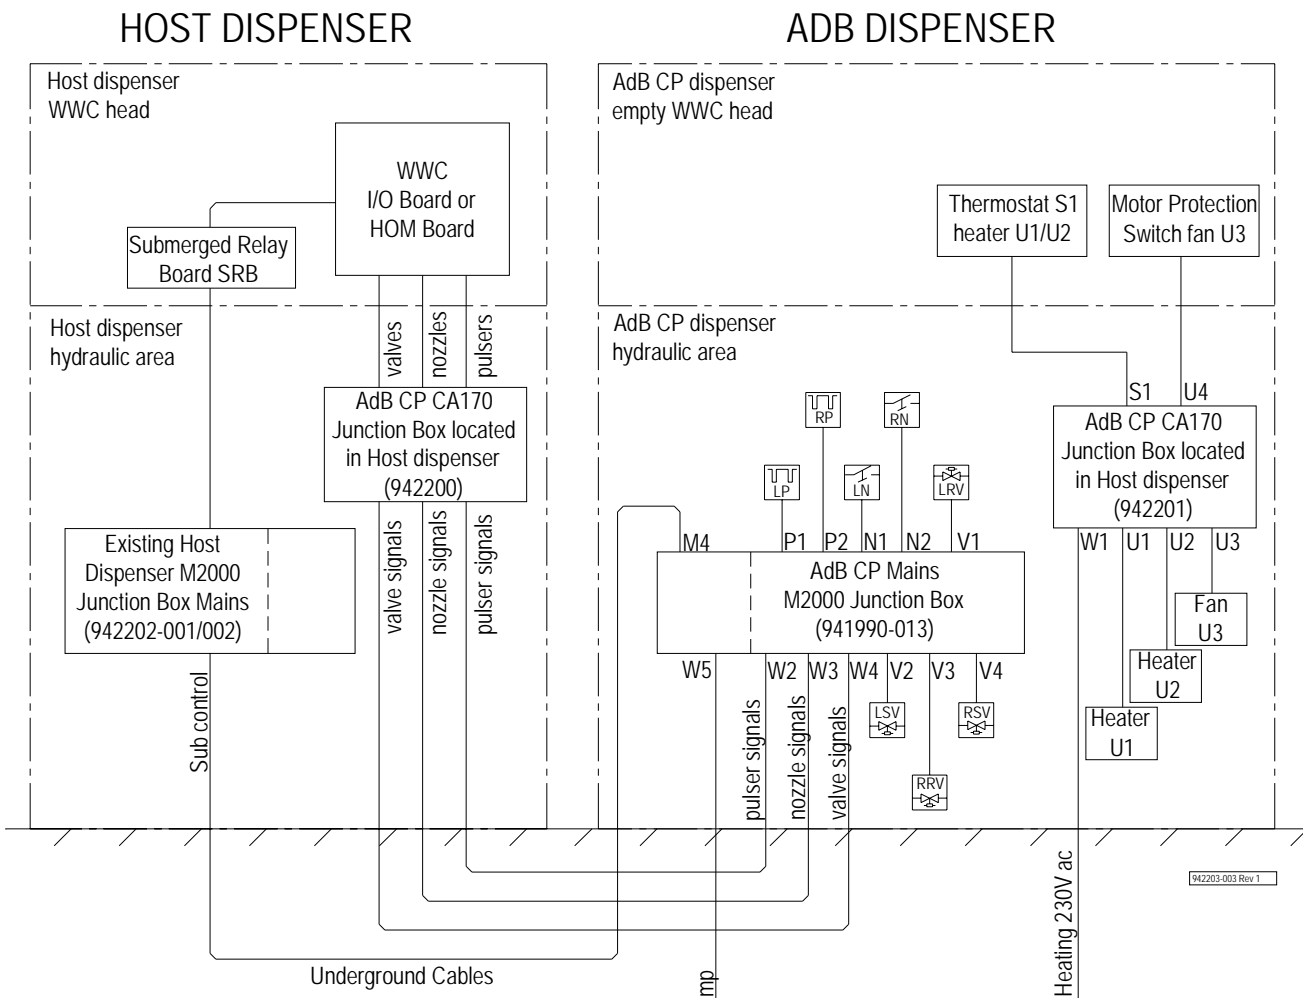 HOST DISPENSER
ADB DISPENSER
Host dispenser
WWC head
WWC
I/O Board or
HOM Board
Submerged Relay
Board SRB
Host dispenser
hydraulic area
valves
nozzles
pulsers
AdB CP CA170
Junction Box located
in Host dispenser
(942200)
Existing Host
Dispenser M2000
Junction Box Mains
(942202-001/002)
valve signals
nozzle signals
pulser signals
Sub control
Underground Cables
AdB CP dispenser
empty WWC head
Thermostat S1
heater U1/U2
Motor Protection
Switch fan U3
AdB CP dispenser
hydraulic area
RP
RN
LP
LN
LRV
S1
U4
AdB CP CA170
Junction Box located
in Host dispenser
(942201)
M4
P1
P2
N1
N2
V1
AdB CP Mains
M2000 Junction Box
(941990-013)
W1
U1
U2
U3
Fan
U3
Heater
U2
Heater
U1
W5
W2
W3
W4
V2
V3
V4
LSV
RSV
RRV
pulser signals
nozzle signals
valve signals
mp
Heating 230V ac
942203-003 Rev 1